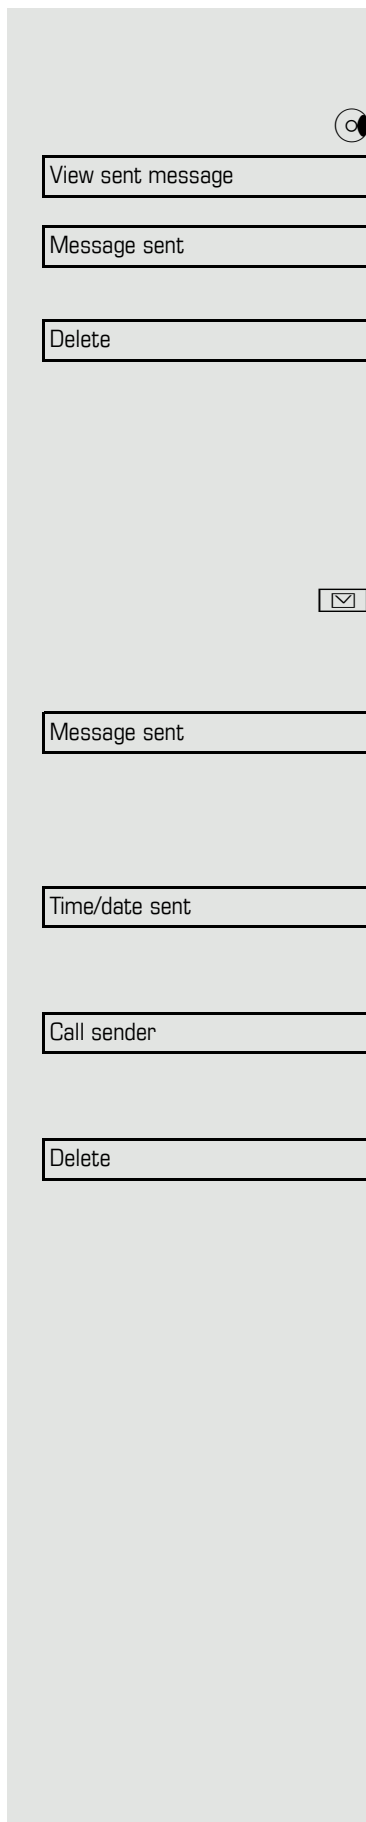 View sent message
Message sent
Delete
Message sent
Time/date sent
Call sender
Delete